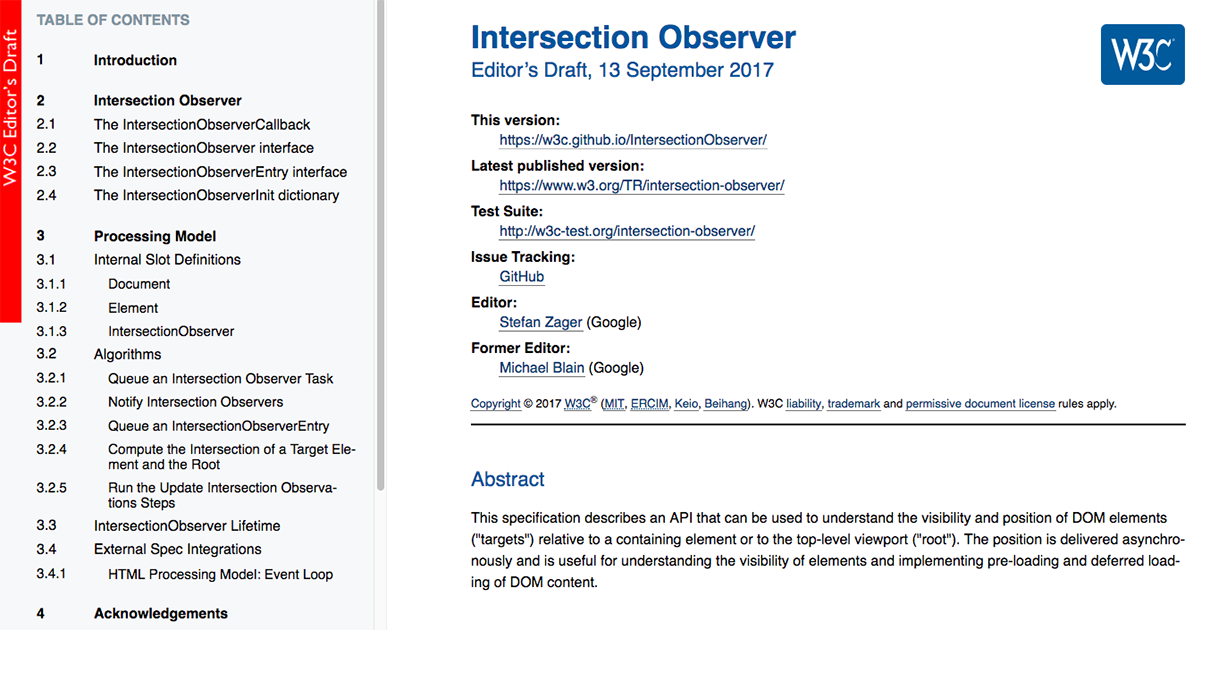 W3C Editor's Draft
TABLE OF CONTENTS
1 Introduction
2 Intersection Observer
2.1 The IntersectionObserverCallback
2.2 The IntersectionObserver interface
2.3 The IntersectionObserverEntry interface
2.4 The IntersectionObserverInit dictionary
3 Processing Model
3.1 Internal Slot Definitions
3.1.1 Document
3.1.2 Element
3.1.3 IntersectionObserver
3.2 Algorithms
3.2.1 Queue an Intersection Observer Task
3.2.2 Notify Intersection Observers
3.2.3 Queue an IntersectionObserverEntry
3.2.4 Compute the Intersection of a Target Ele-
ment and the Root
3.2.5 Run the Update Intersection Observa-
tions Steps
3.3 IntersectionObserver Lifetime
3.4 External Spec Integrations
3.4.1 HTML Processing Model: Event Loop
4 Acknowledgements
Intersection Observer
Editor’s Draft, 13 September 2017
W3C
This version:
https://w3c.github.io/IntersectionObserver/
Latest published version:
https://www.w3.org/TR/intersection-observer/
Test Suite:
http://w3c-test.org/intersection-observer/
Issue Tracking:
GitHub
Editor:
Stefan Zager (Google)
Former Editor:
Michael Blain (Google)
Copyright © 2017 W3C® (MIT, ERCIM, Keio, Beihang). W3C liability, trademark and permissive document license rules apply.
Abstract
This specification describes an API that can be used to understand the visibility and position of DOM elements
("targets") relative to a containing element or to the top-level viewport ("root"). The position is delivered asynchro-
nously and is useful for understanding the visibility of elements and implementing pre-loading and deferred load-
ing of DOM content.